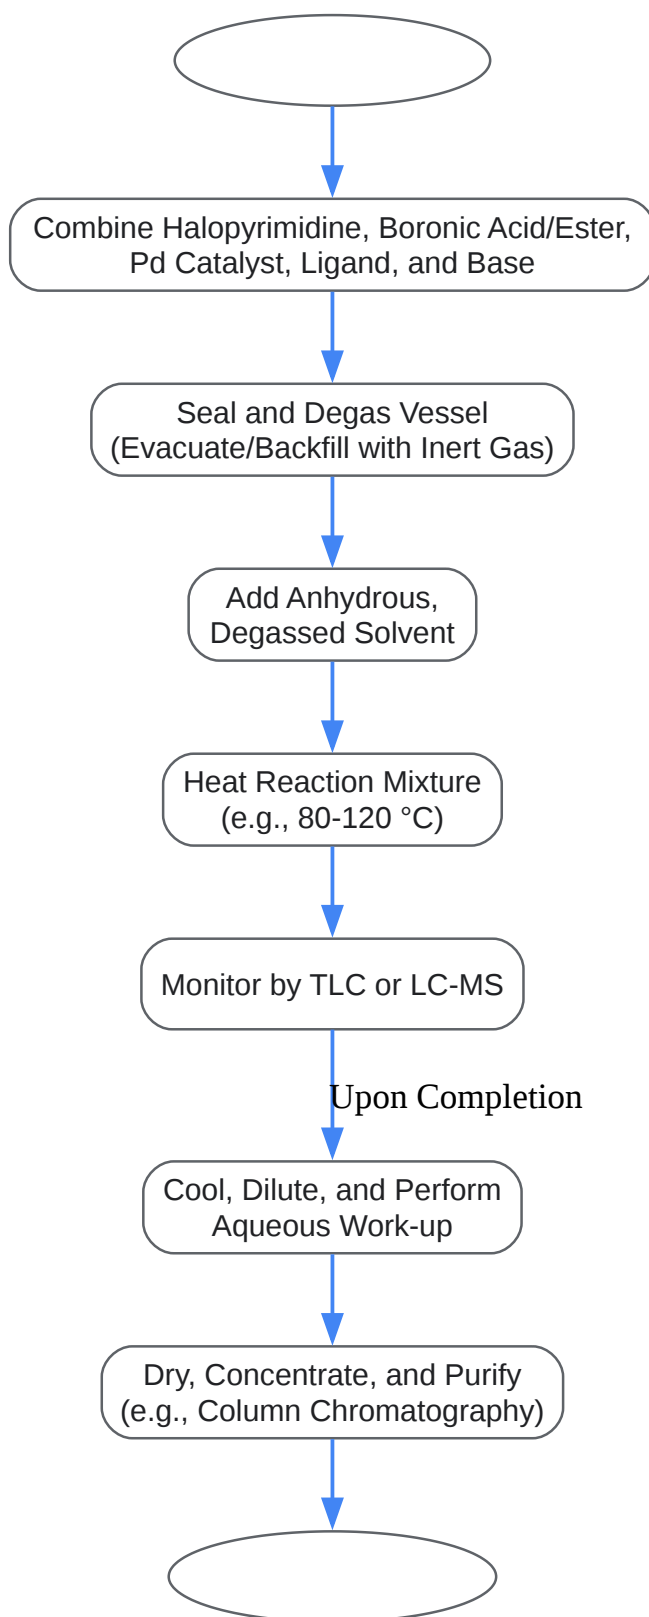 Combine Halopyrimidine, Boronic Acid/Ester,
Pd Catalyst, Ligand, and Base
Seal and Degas Vessel
(Evacuate/Backfill with Inert Gas)
Add Anhydrous,
Degassed Solvent
Heat Reaction Mixture
(e.g., 80-120 °C)
Monitor by TLC or LC-MS
Upon Completion
Cool, Dilute, and Perform
Aqueous Work-up
Dry, Concentrate, and Purify
(e.g., Column Chromatography)